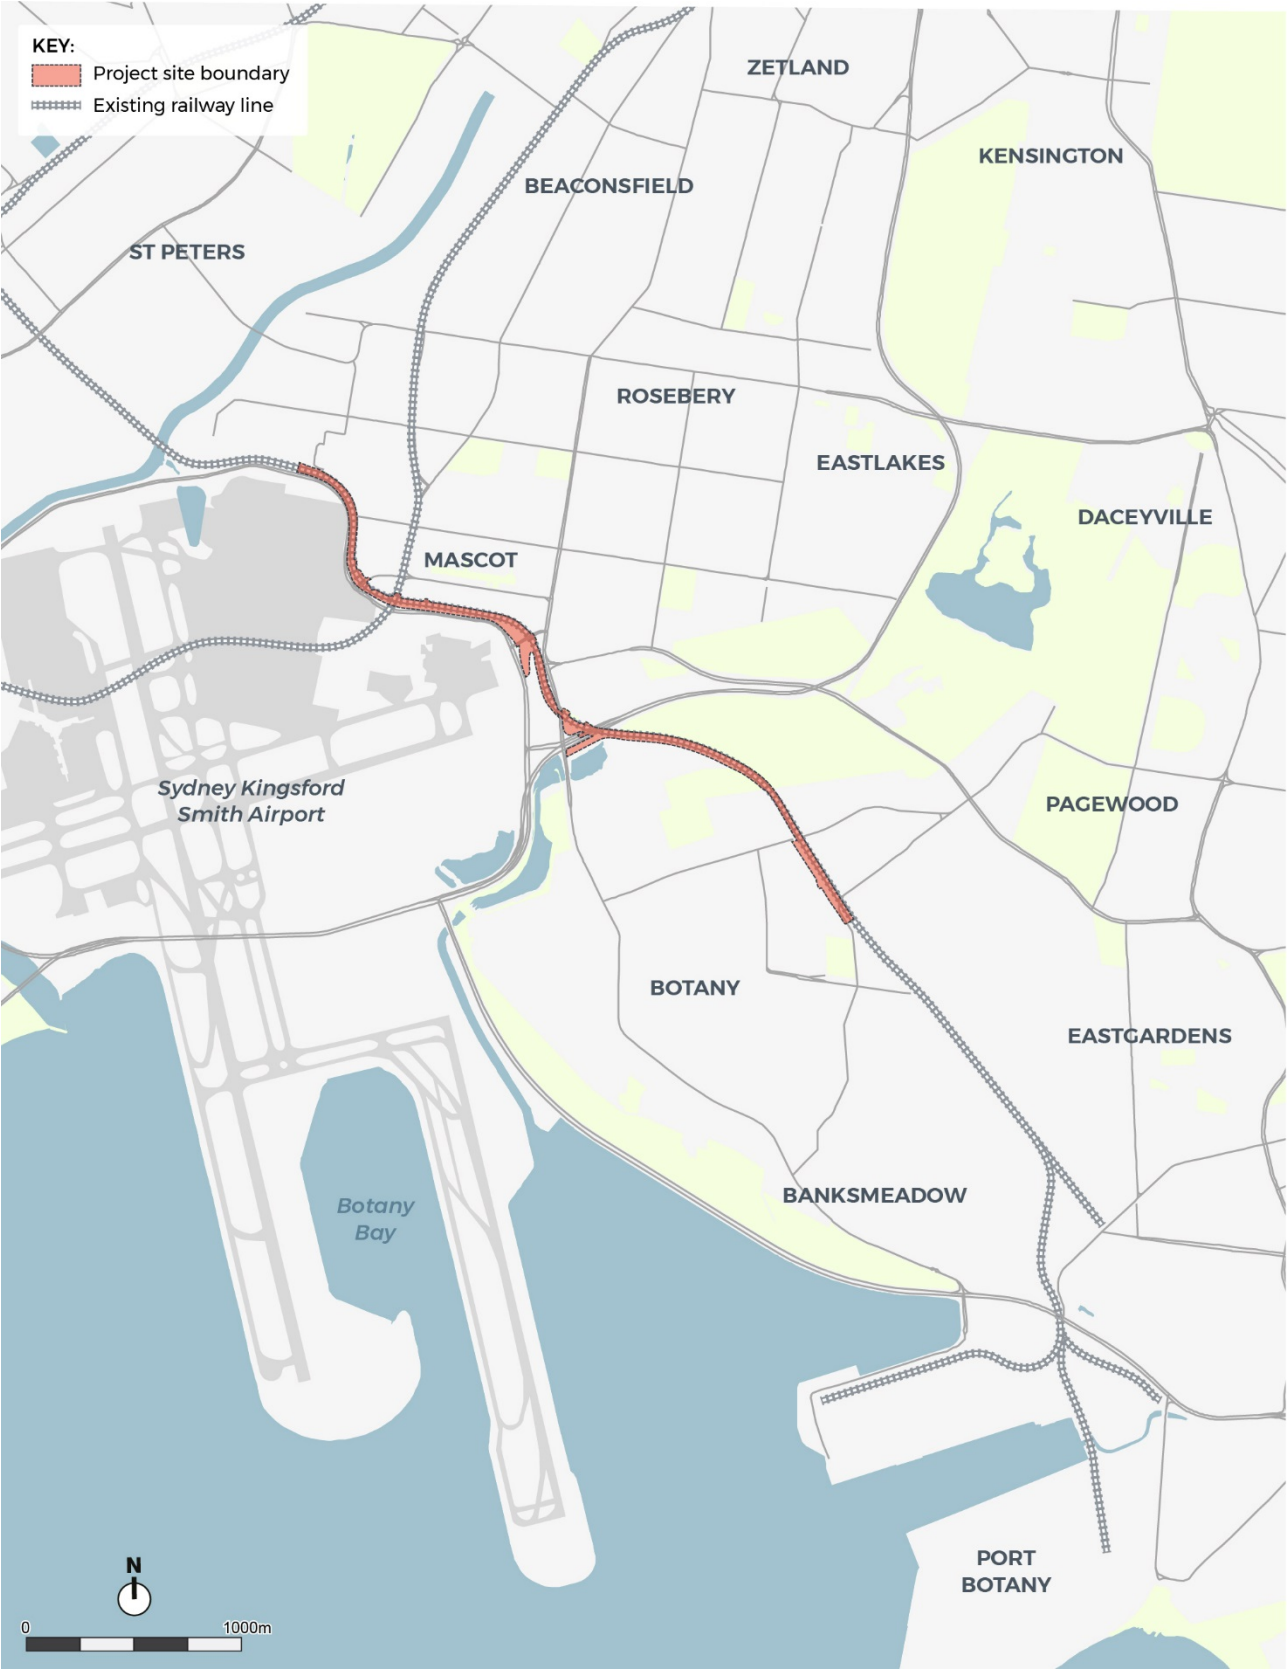 KEY:
Project site boundary
Existing railway line
ZETLAND
KENSINGTON
BEACONSFIELD
ST PETERS
ROSEBERY
EASTLAKES
DACEYVILLE
MASCOT
Sydney Kingsford
Smith Airport
PAGEWOOD
BOTANY
EASTGARDENS
BANKSMEADOW
Botany
Bay
PORT
BOTANY
N
0 1000m